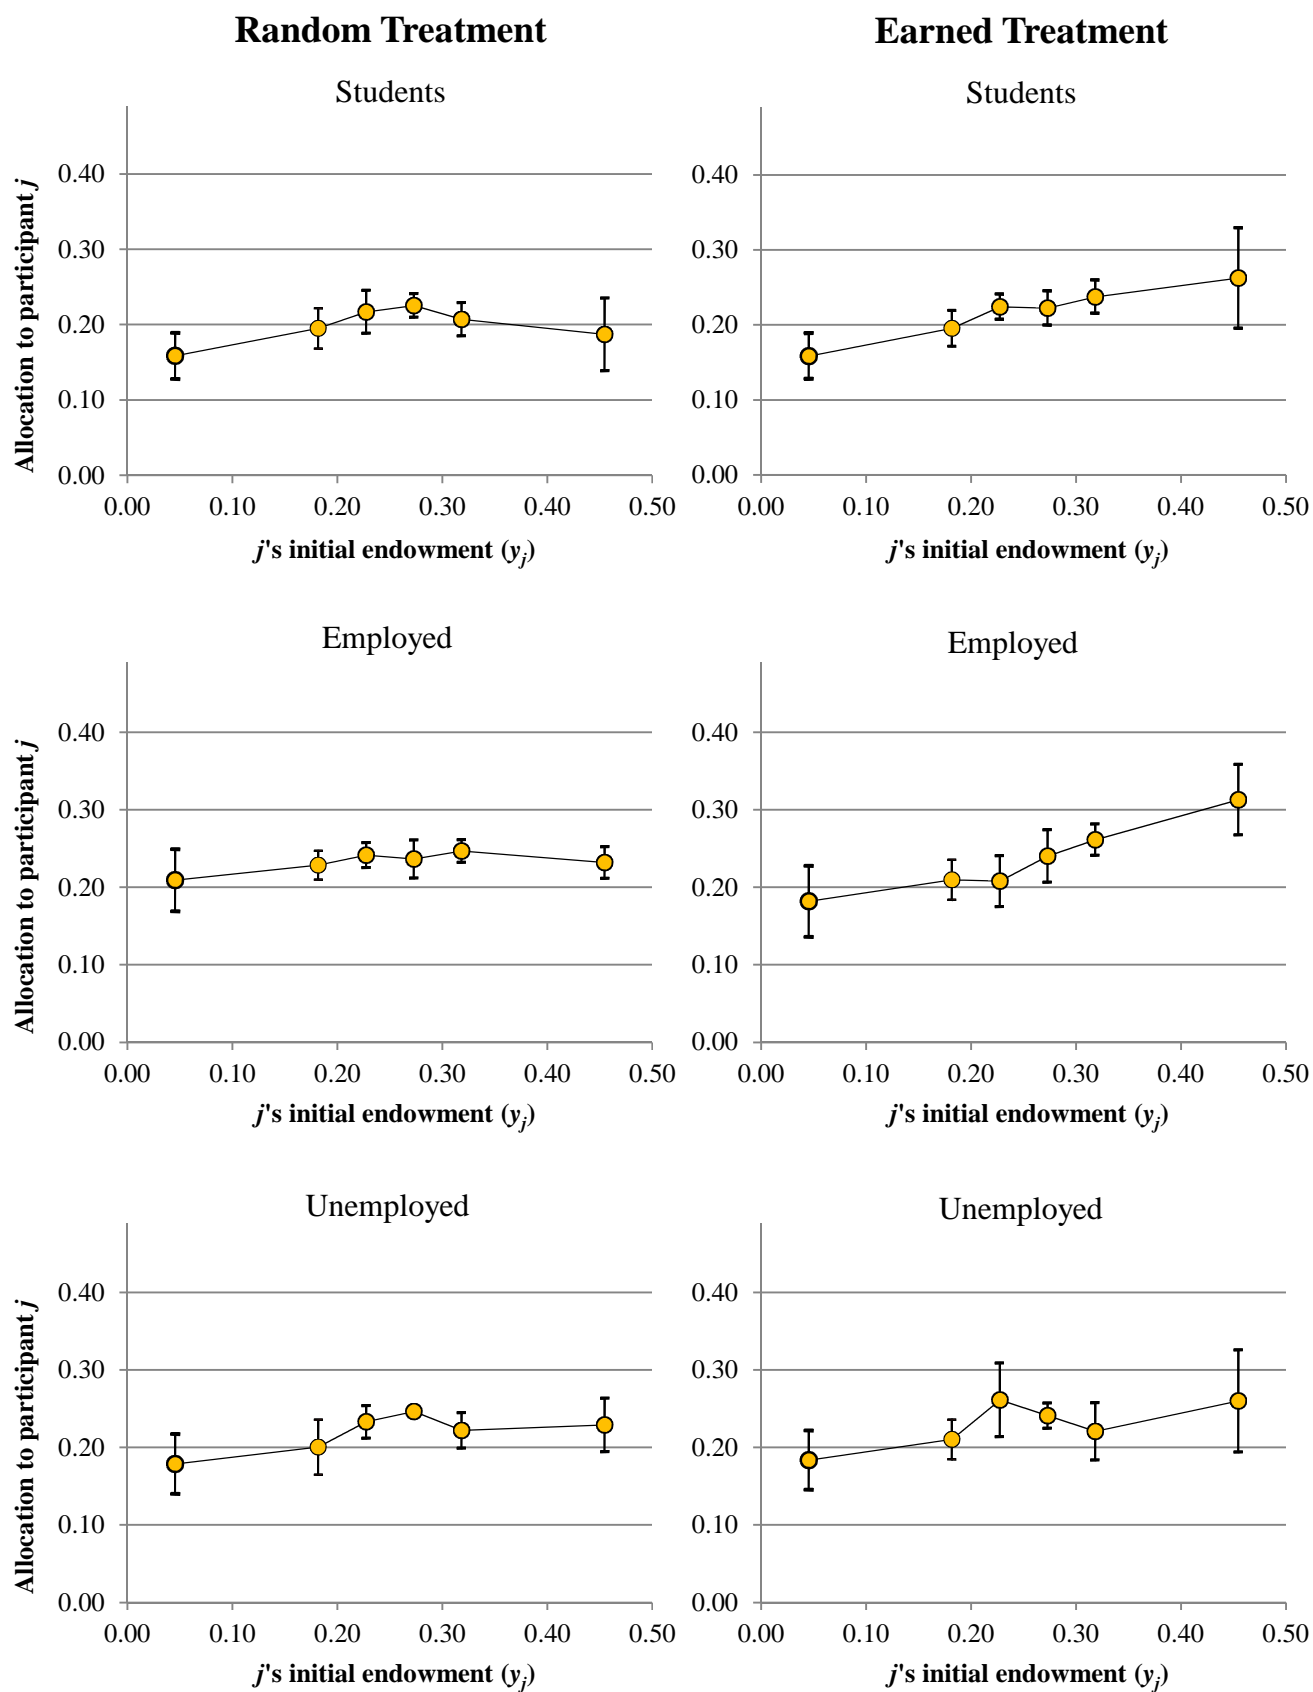 Random Treatment
Earned Treatment
Students
Allocation to participant j
0.40
0.30
0.20
0.10
0.00
0.00 0.10 0.20 0.30 0.40 0.50
j's initial endowment (yj)
Students
0.40
0.30
0.20
0.10
0.00
0.00 0.10 0.20 0.30 0.40 0.50
j's initial endowment (yj)
Employed
Allocation to participant j
0.40
0.30
0.20
0.10
0.00
0.00 0.10 0.20 0.30 0.40 0.50
j's initial endowment (yj)
Employed
0.40
0.30
0.20
0.10
0.00
0.00 0.10 0.20 0.30 0.40 0.50
j's initial endowment (yj)
Unemployed
Allocation to participant j
0.40
0.30
0.20
0.10
0.00
0.00 0.10 0.20 0.30 0.40 0.50
j's initial endowment (yj)
Unemployed
0.40
0.30
0.20
0.10
0.00
0.00 0.10 0.20 0.30 0.40 0.50
j's initial endowment (yj)